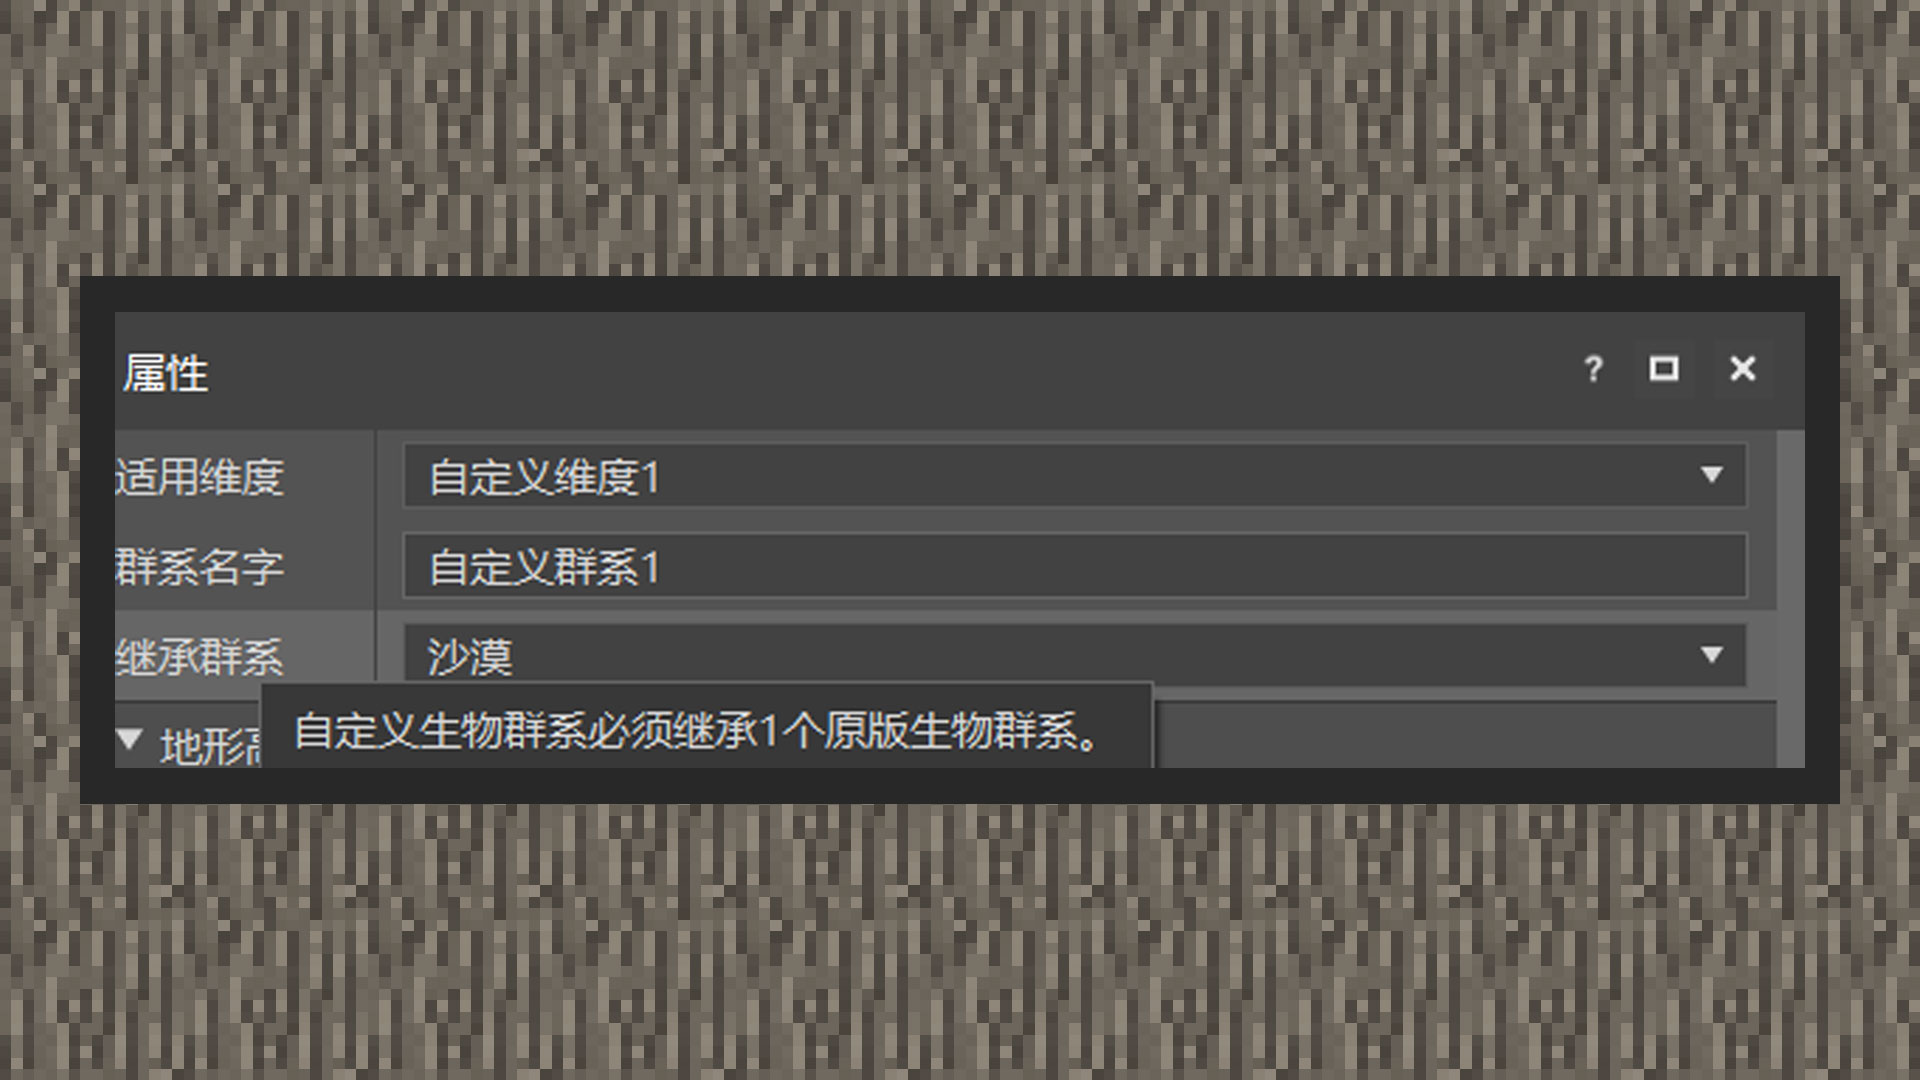 属性
?
适用维度 自定义维度1
群系名字 自定义群系1
继承群系 沙漠
地形
自定义生物群系必须继承1个原版生物群系。